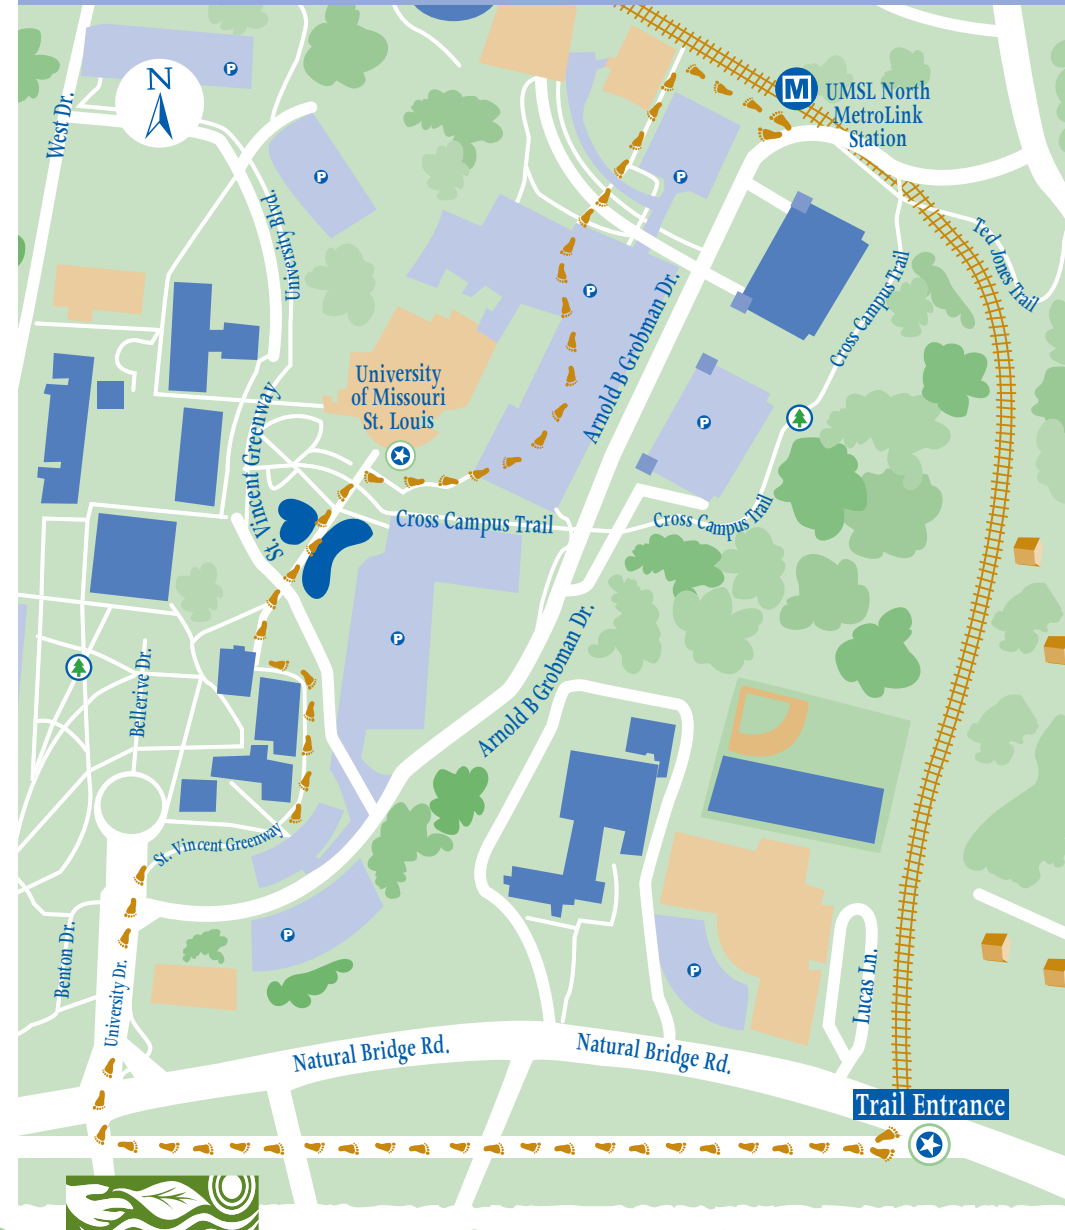 N
P
M
UMSL North
MetroLink
Station
West Dr.
P
P
University Blvd.
Ted Jones Trail
Cross Campus Trail
P
Arnold B Grobman Dr.
University
of Missouri
St. Louis
St. Vincent Greenway
P
Cross Campus Trail
Cross Campus Trail
P
Arnold B Grobman Dr.
Bellerive Dr.
St. Vincent Greenway
P
Benton Dr.
University Dr.
P
Lucas Ln.
Natural Bridge Rd.
Natural Bridge Rd.
Trail Entrance